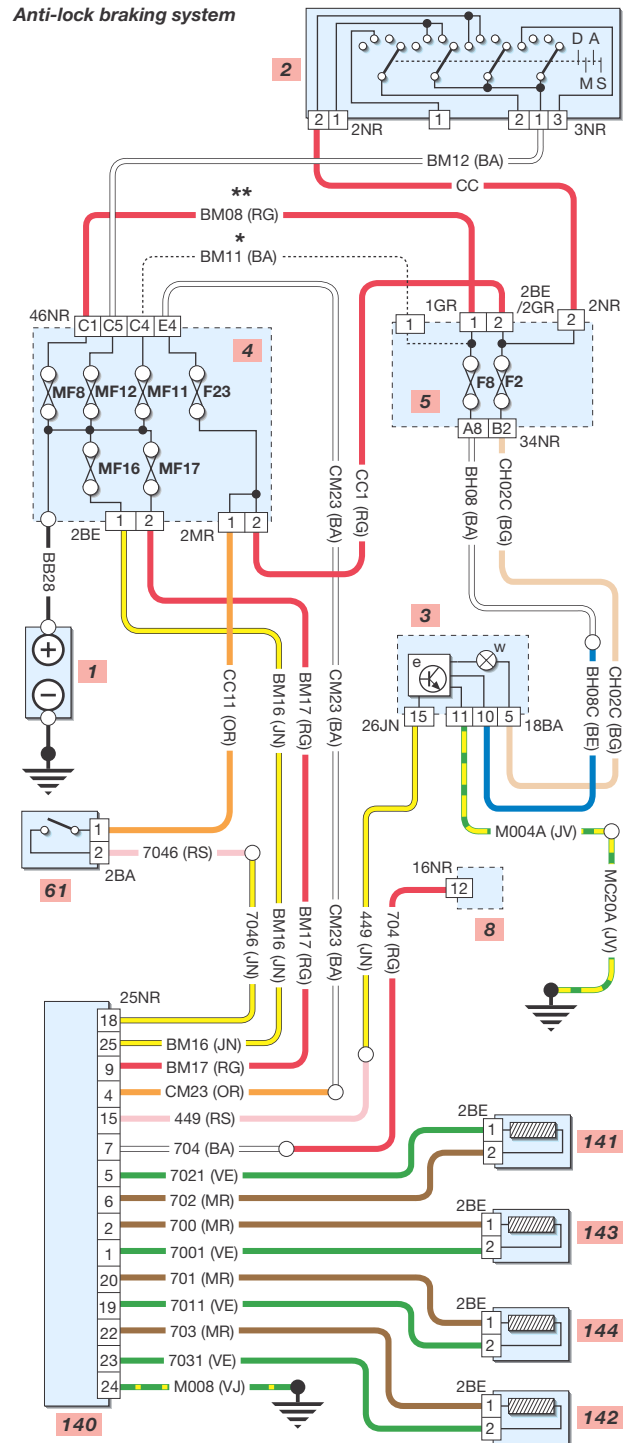 Anti-lock braking system
D A
M S
2
2 1 2NR 1 2 1 3 3NR
BM12 (BA)
CC
**
BM08 (RG)
*
BM11 (BA)
46NR C1 C5 C4 E4
1GR 2BE
/2GR 2NR
1 1 2 2
4
MF8 MF12 MF11 F23
F8 F2
5
MF16 MF17
A8 B2 34NR
2BE 1 2 2MR 1 2
BB28
+
−
1
CC11 (OR)
BM16 (JN)
BM17 (RG)
CM23 (BA)
CM23 (BA)
CC1 (RG)
BH08 (BA)
CH02C (BG)
3
e w
26JN 15 11 10 5 18BA
BH08C (BE)
CH02C (BG)
M004A (JV)
MC20A (JV)
1
2
7046 (RS)
2BA
61
16NR
12
8
7046 (JN)
BM16 (JN)
BM17 (RG)
CM23 (BA)
449 (JN)
704 (RG)
25NR
18
25 BM16 (JN)
9 BM17 (RG)
4 CM23 (OR)
15 449 (RS)
7 704 (BA)
5 7021 (VE)
6 702 (MR)
2 700 (MR)
1 7001 (VE)
20 701 (MR)
19 7011 (VE)
22 703 (MR)
23 7031 (VE)
24 M008 (VJ)
140
2BE
1
2
141
2BE
1
2
143
2BE
1
2
144
2BE
1
2
142